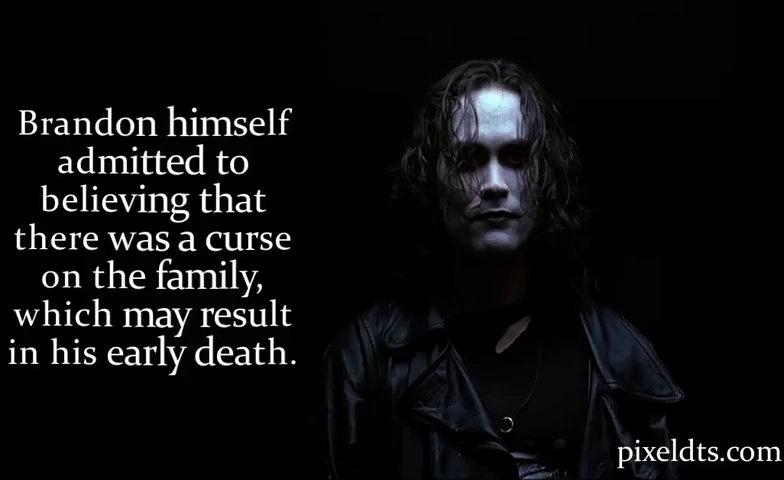 Brandon himself
admitted to
believing that
there was a curse
on the family,
which may result
in his early death.
pixeldts.com